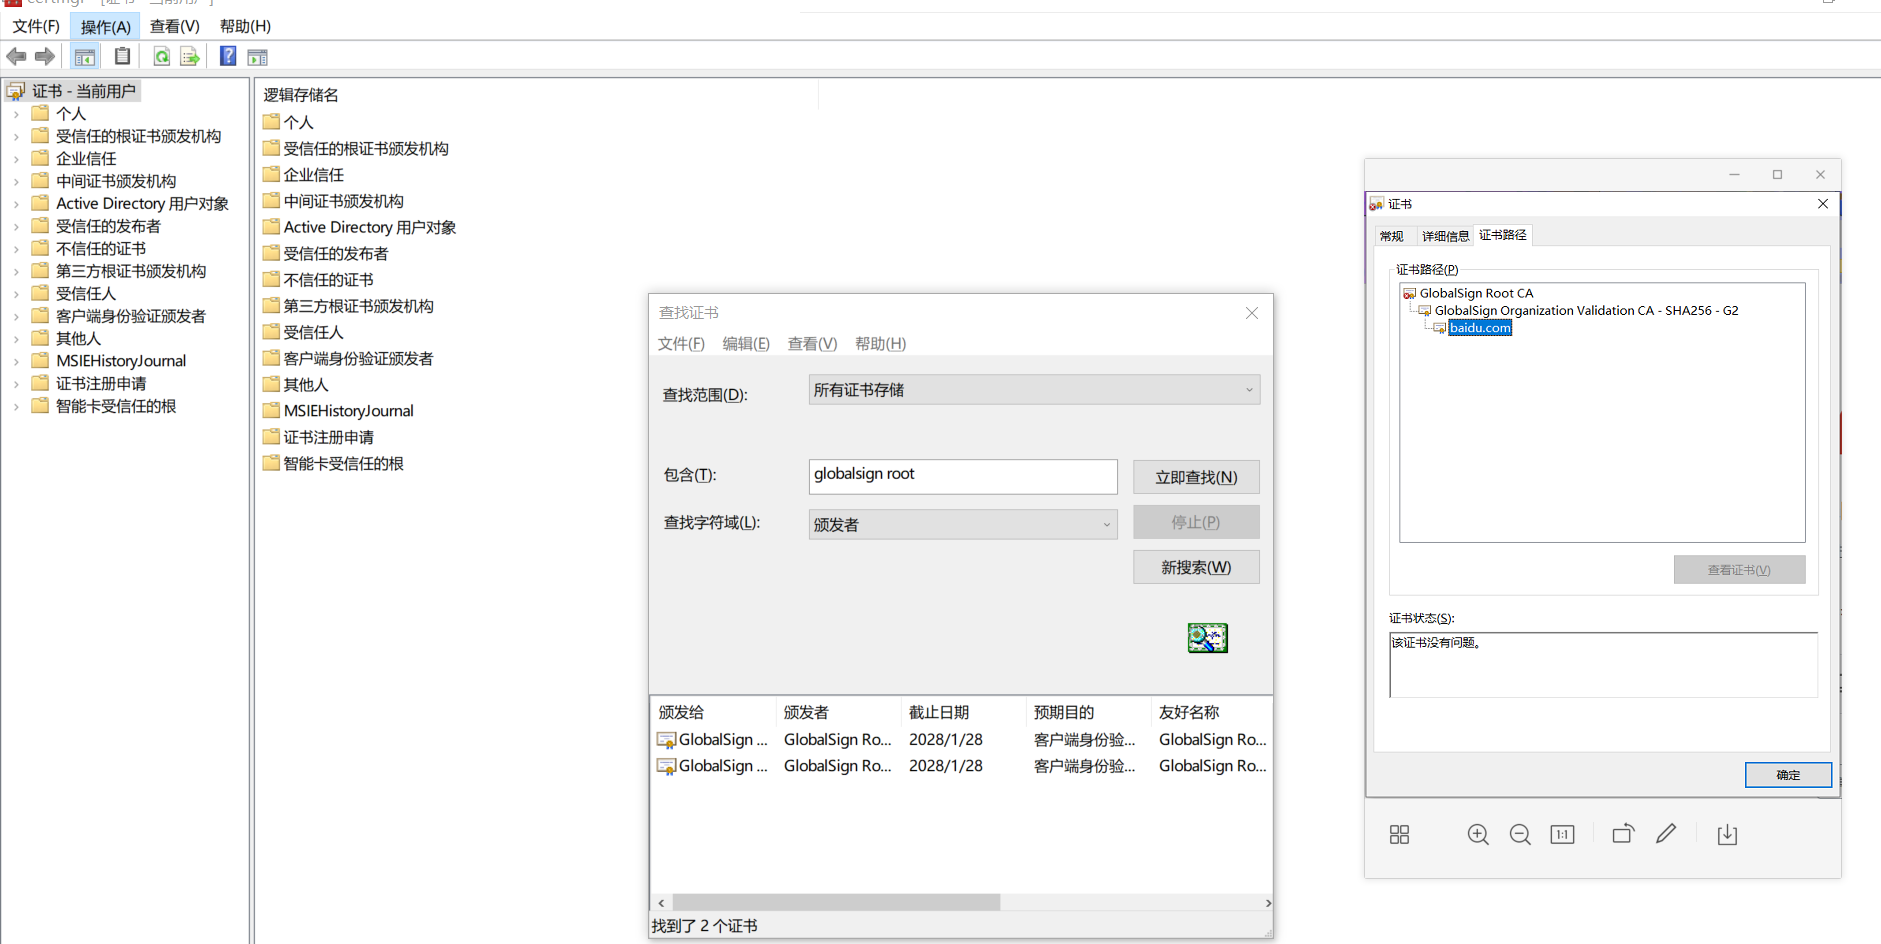 文件(F) 操作(A) 查看(V) 帮助(H)
证书 - 当前用户
个人
受信任的根证书颁发机构
企业信任
中间证书颁发机构
Active Directory 用户对象
受信任的发布者
不信任的证书
第三方根证书颁发机构
受信任人
客户端身份验证颁发者
其他人
MSIEHistoryJournal
证书注册申请
智能卡受信任的根
逻辑存储名
个人
受信任的根证书颁发机构
企业信任
中间证书颁发机构
Active Directory 用户对象
受信任的发布者
不信任的证书
第三方根证书颁发机构
受信任人
客户端身份验证颁发者
其他人
MSIEHistoryJournal
证书注册申请
智能卡受信任的根
查找证书
文件(F) 编辑(E) 查看(V) 帮助(H)
查找范围(D): 所有证书存储
包含(T): globalsign root 立即查找(N)
查找字符域(L): 颁发者 停止(P)
新搜索(W)
颁发给 颁发者 截止日期 预期目的 友好名称
GlobalSign ... GlobalSign Ro... 2028/1/28 客户端身份验... GlobalSign Ro...
GlobalSign ... GlobalSign Ro... 2028/1/28 客户端身份验... GlobalSign Ro...
找到了 2 个证书
证书
常规 详细信息 证书路径
证书路径(P)
GlobalSign Root CA
GlobalSign Organization Validation CA - SHA256 - G2
baidu.com
查看证书(V)
证书状态(S):
该证书没有问题。
确定
1:1